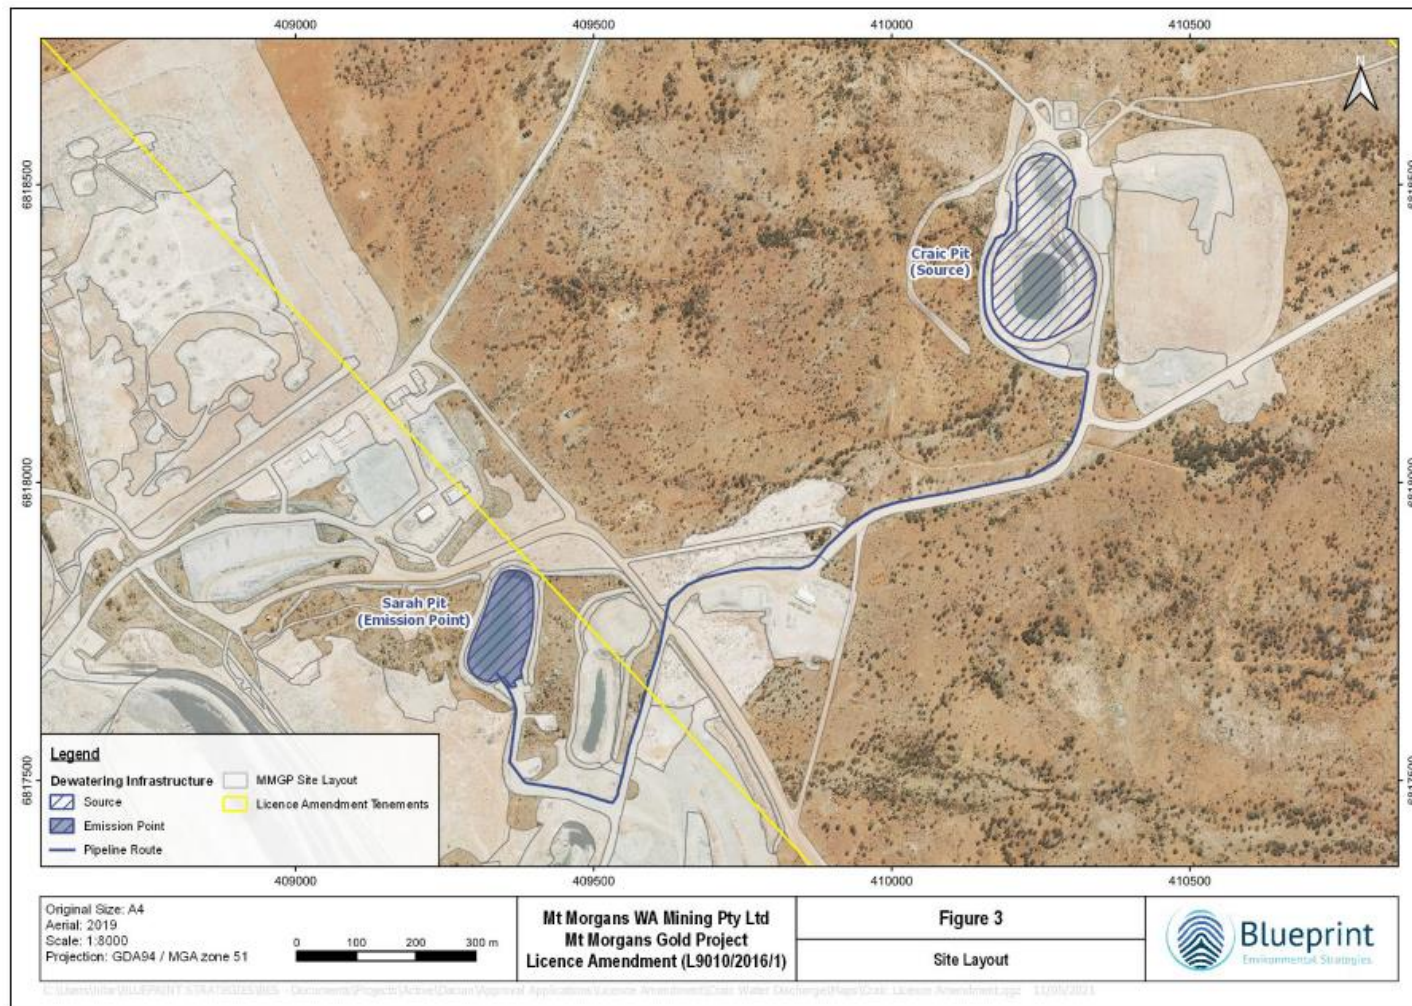 409000 409500 410000 410500
6818500
6818500
N
Craic Pit
(Source)
6818000
6818000
Sarah Pit
(Emission Point)
6817500
6817500
Legend
Dewatering Infrastructure
Source
Emission Point
Pipeline Route
MMGP Site Layout
Licence Amendment Tenements
409000 409500 410000 410500
Original Size: A4
Aerial: 2019
Scale: 1:8000
Projection: GDA94 / MGA zone 51
0 100 200 300 m
Mt Morgans WA Mining Pty Ltd
Mt Morgans Gold Project
Licence Amendment (L9010/2016/1)
Figure 3
Site Layout
Blueprint
Environmental Strategies